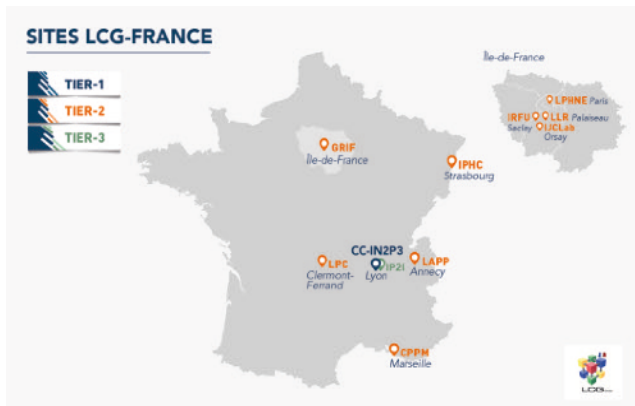 SITES LCG-FRANCE
TIER-1
TIER-2
TIER-3
Île-de-France
LPHNE Paris
IRFU LLR Palaiseau
Saclay IJCLab
Orsay
GRIF
Île-de-France
IPHC
Strasbourg
CC-IN2P3
LPC IP2I LAPP
Clermont-
Ferrand Lyon Annecy
CPPM
Marseille
LCG